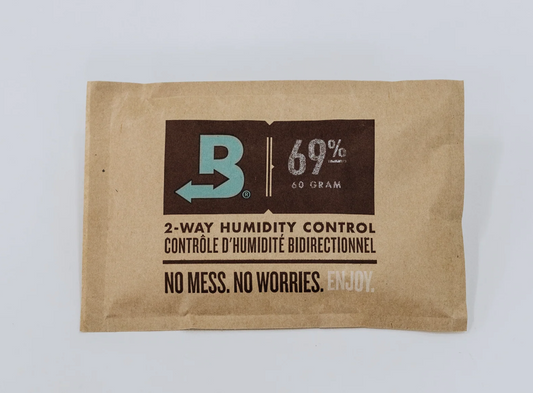 B®
69%
60 GRAM
2-WAY HUMIDITY CONTROL
CONTRÔLE D'HUMIDITÉ BIDIRECTIONNEL
NO MESS. NO WORRIES. ENJOY.